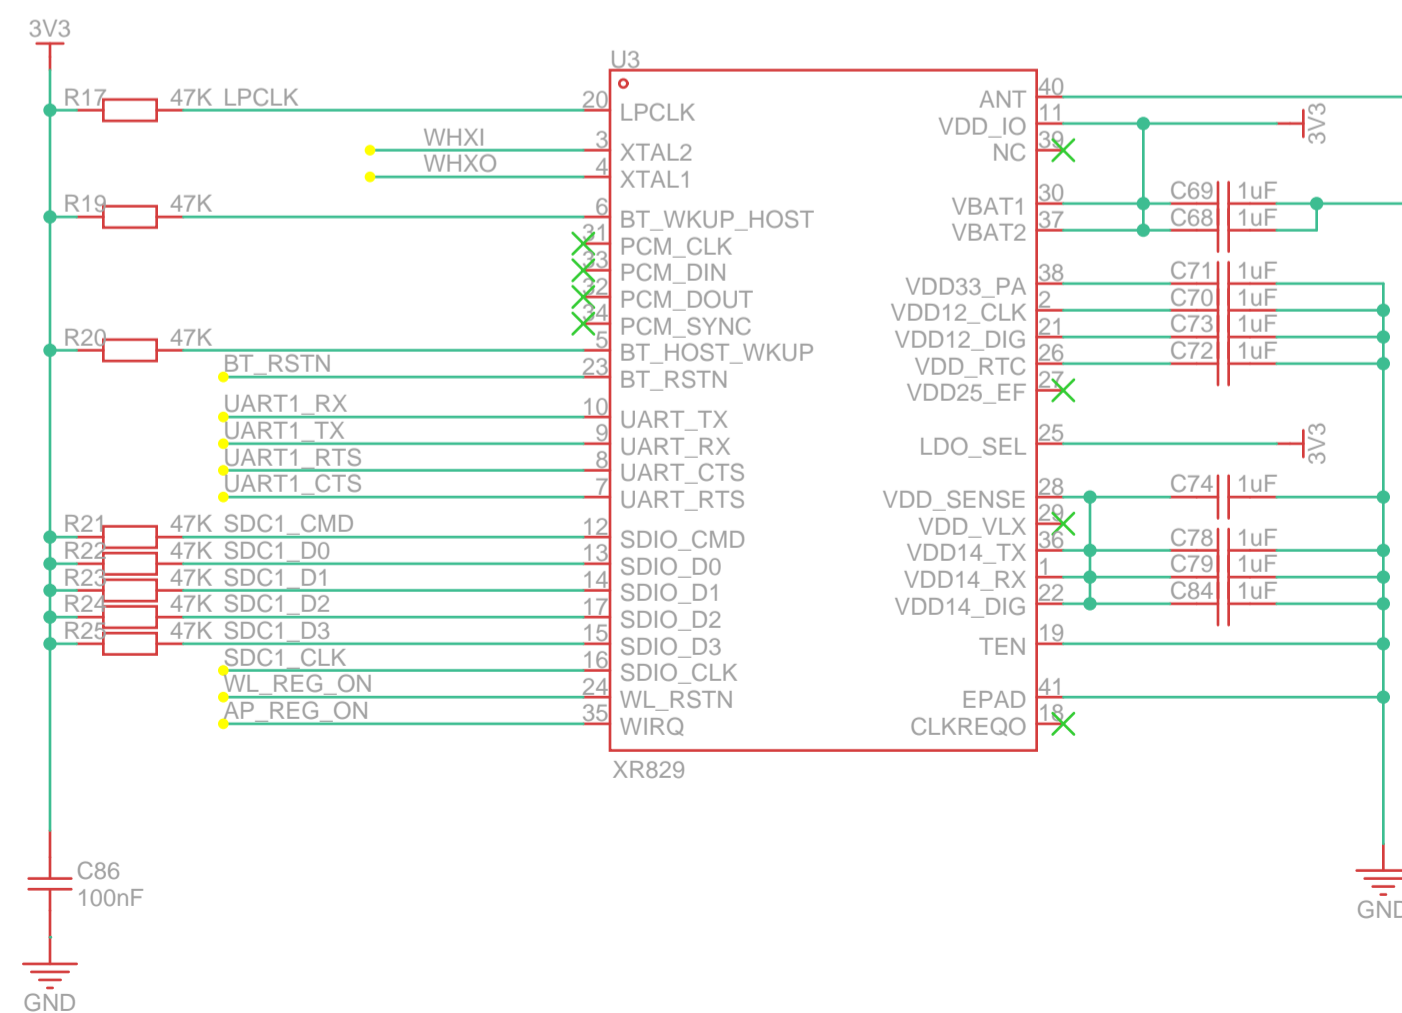 3V3
U3
R17 47K LPCLK 20 LPCLK
WHXI 3 XTAL2
WHXO 4 XTAL1
R19 47K 6 BT_WKUP_HOST
31 PCM_CLK
33 PCM_DIN
32 PCM_DOUT
34 PCM_SYNC
R20 47K 5 BT_HOST_WKUP
BT_RSTN 23 BT_RSTN
UART1_RX 10 UART_TX
UART1_TX 9 UART_RX
UART1_RTS 8 UART_CTS
UART1_CTS 7 UART_RTS
R21 47K SDC1_CMD 12 SDIO_CMD
R22 47K SDC1_D0 13 SDIO_D0
R23 47K SDC1_D1 14 SDIO_D1
R24 47K SDC1_D2 17 SDIO_D2
R25 47K SDC1_D3 15 SDIO_D3
SDC1_CLK 16 SDIO_CLK
WL_REG_ON 24 WL_RSTN
AP_REG_ON 35 WIRQ
ANT 40
VDD_IO 11 3V3
NC 39
VBAT1 30 C69 1uF
VBAT2 37 C68 1uF
VDD33_PA 38 C71 1uF
VDD12_CLK 2 C70 1uF
VDD12_DIG 21 C73 1uF
VDD_RTC 26 C72 1uF
VDD25_EF 27
LDO_SEL 25 3V3
VDD_SENSE 28 C74 1uF
VDD_VLX 29
VDD14_TX 36 C78 1uF
VDD14_RX 1 C79 1uF
VDD14_DIG 22 C84 1uF
TEN 19
EPAD 41
CLKREQO 18
XR829
C86
100nF
GND
GND